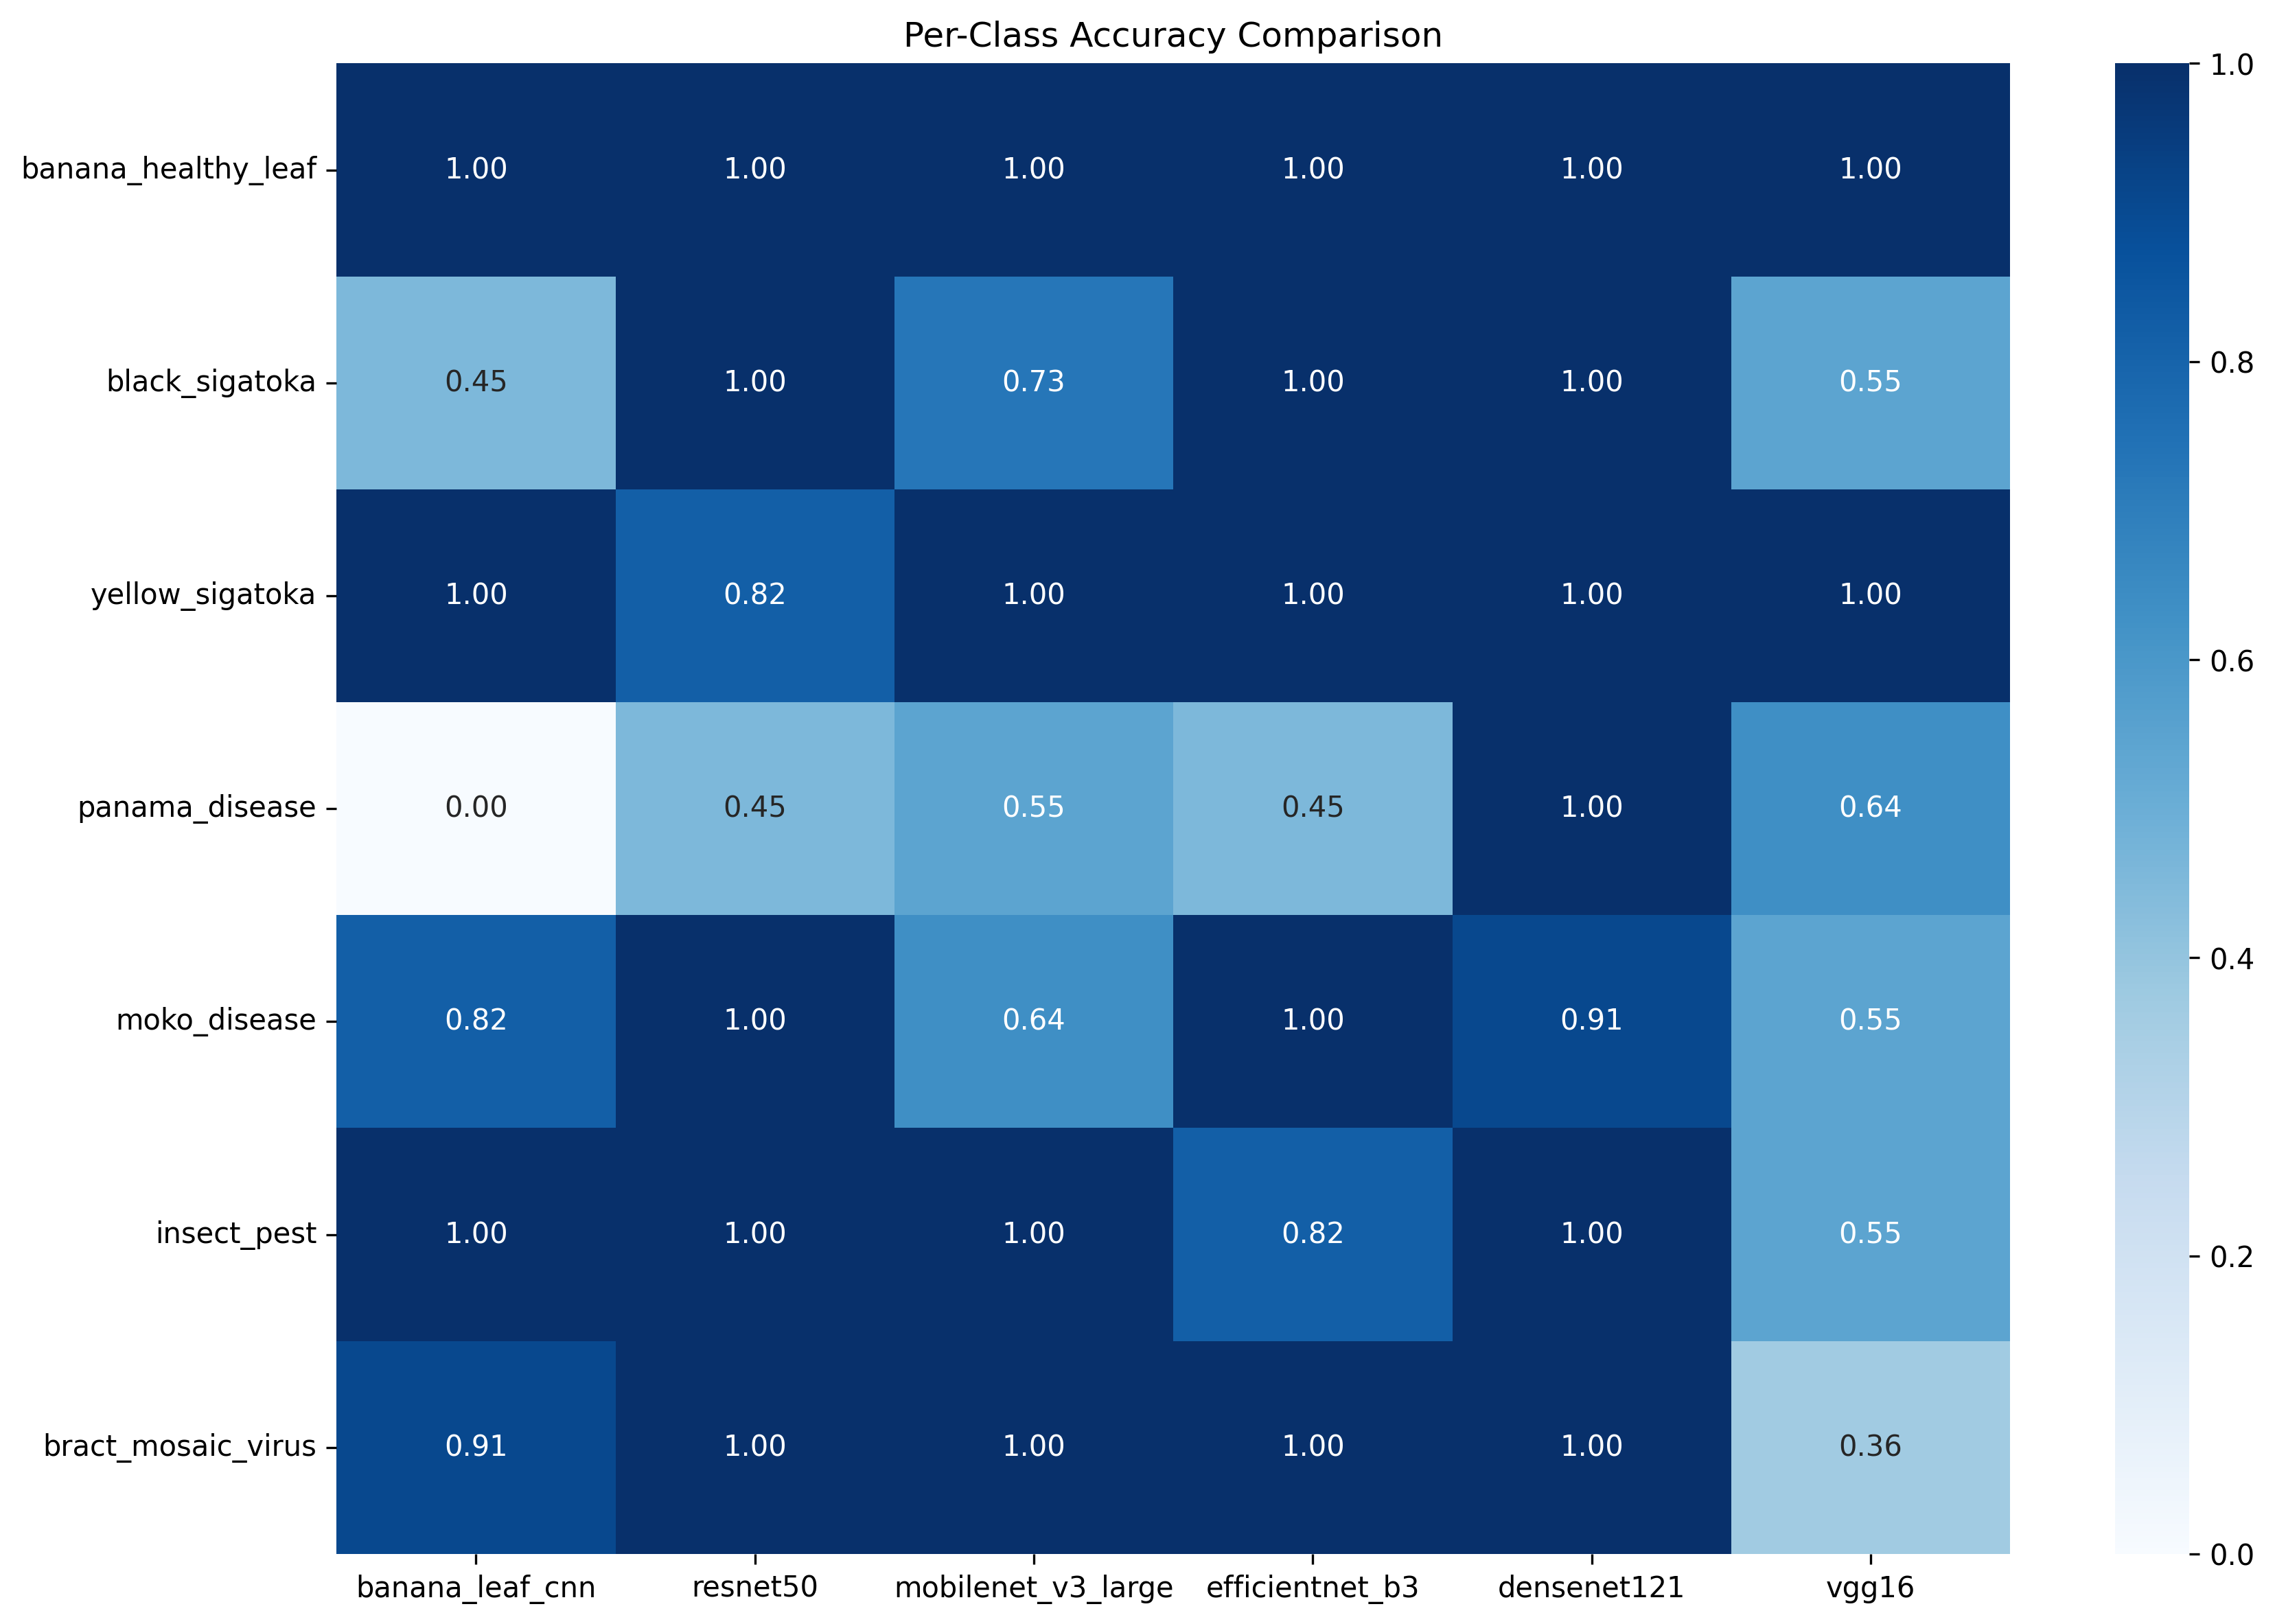 Per-Class Accuracy Comparison
banana_healthy_leaf 1.00 1.00 1.00 1.00 1.00 1.00
black_sigatoka 0.45 1.00 0.73 1.00 1.00 0.55
yellow_sigatoka 1.00 0.82 1.00 1.00 1.00 1.00
panama_disease 0.00 0.45 0.55 0.45 1.00 0.64
moko_disease 0.82 1.00 0.64 1.00 0.91 0.55
insect_pest 1.00 1.00 1.00 0.82 1.00 0.55
bract_mosaic_virus 0.91 1.00 1.00 1.00 1.00 0.36
banana_leaf_cnn resnet50 mobilenet_v3_large efficientnet_b3 densenet121 vgg16
1.0
0.8
0.6
0.4
0.2
0.0